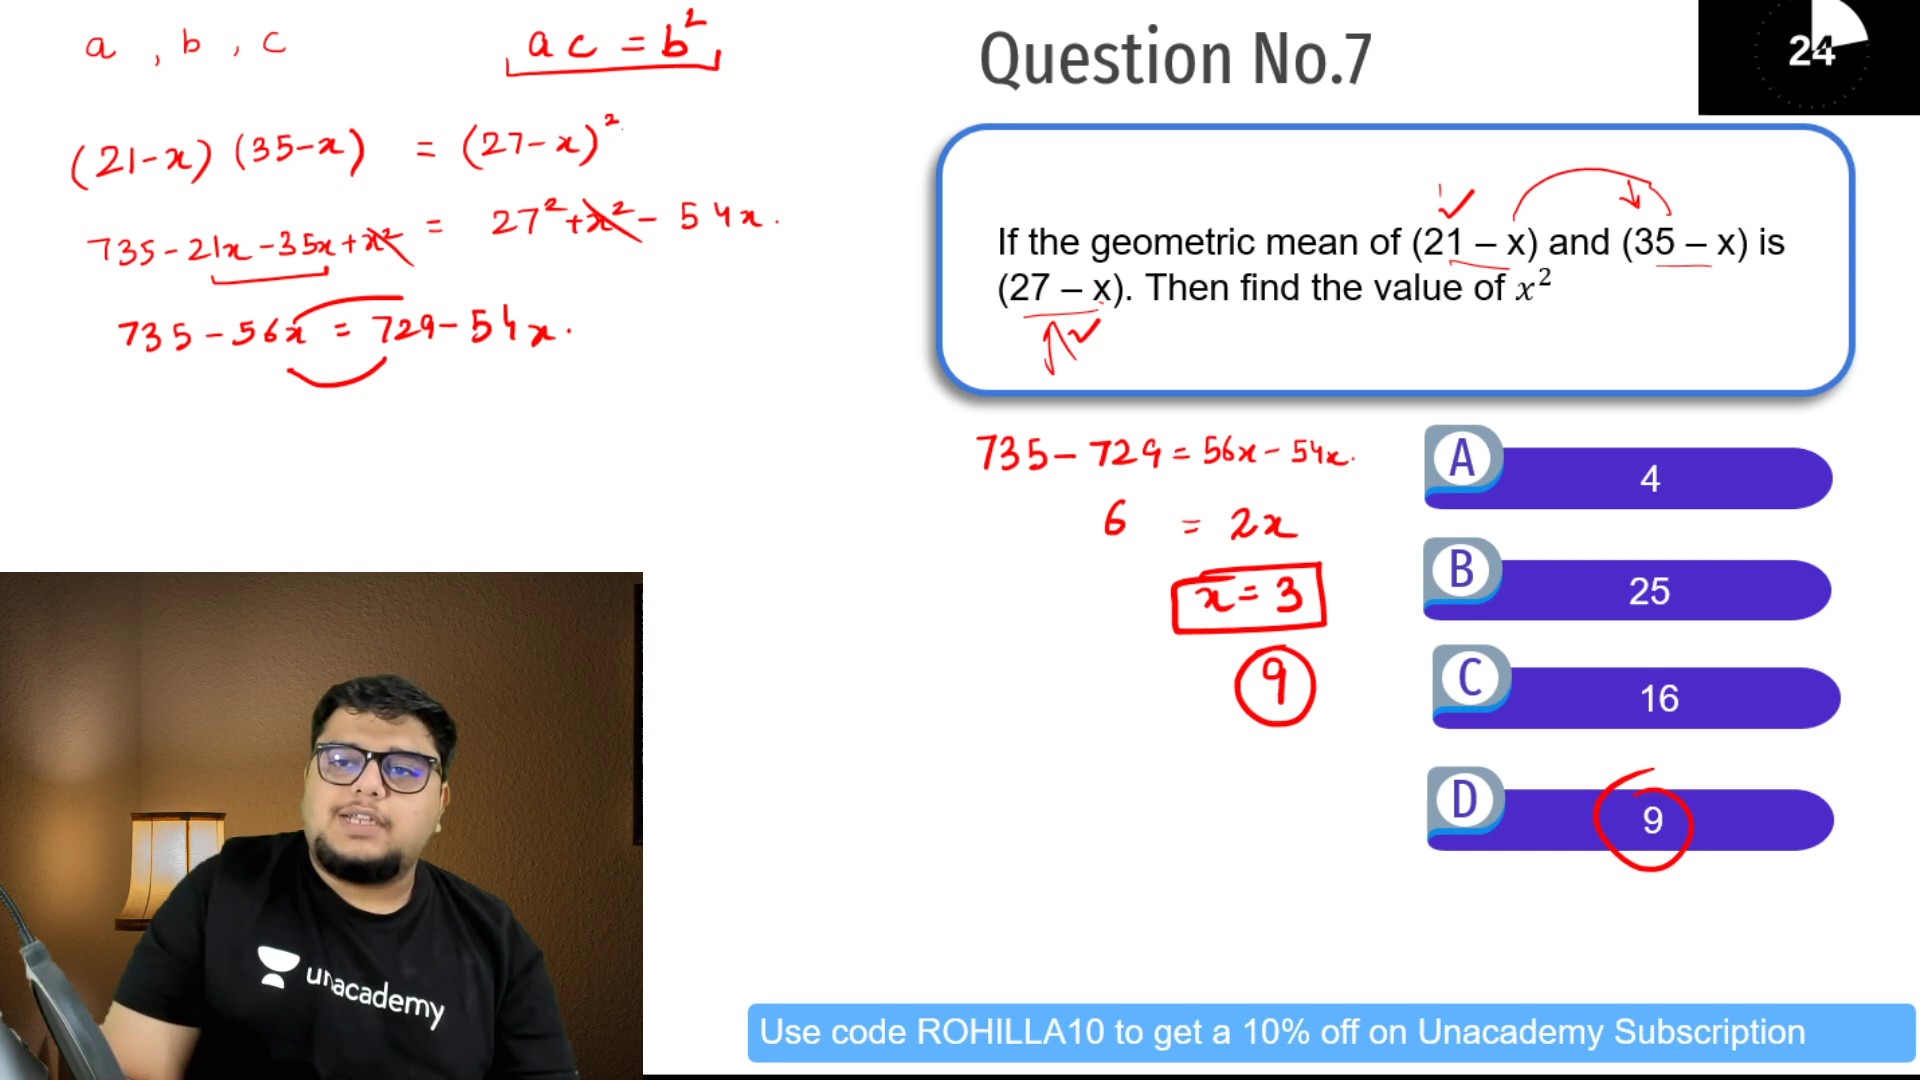 a , b , c
ac = b²
(21-x) (35-x) = (27-x)²
735 - 21x - 35x + x² = 27² + x² - 54x.
735 - 56x = 729 - 54x.
Question No.7
24
If the geometric mean of (21 – x) and (35 – x) is
(27 – x). Then find the value of x²
735 - 729 = 56x - 54x.
6 = 2x
x = 3
9
A 4
B 25
C 16
D 9
unacademy
Use code ROHILLA10 to get a 10% off on Unacademy Subscription